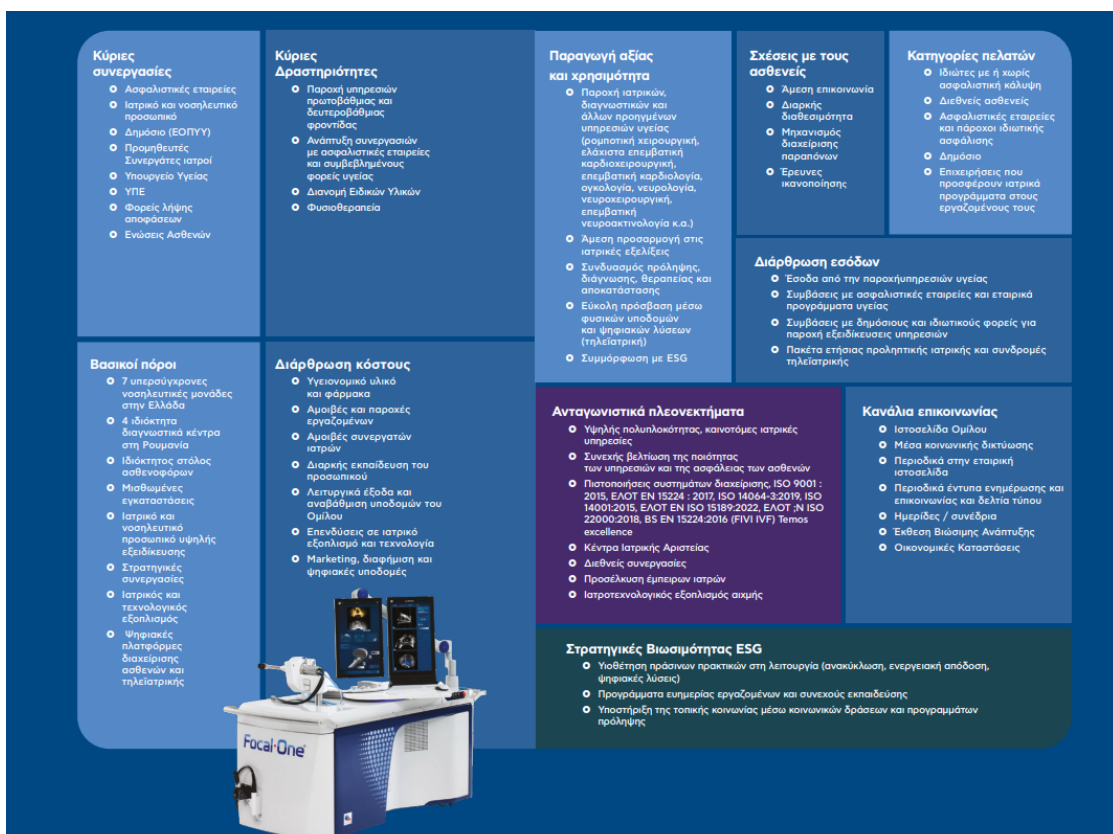 Κύριες
συνεργασίες
Ασφαλιστικές εταιρείες
Ιατρικό και νοσηλευτικό
προσωπικό
Δημόσιο (ΕΟΠΥΥ)
Προμηθευτές
Συνεργάτες ιατροί
Υπουργείο Υγείας
ΥΠΕ
Φορείς λήψης
αποφάσεων
Ενώσεις Ασθενών
Κύριες
Δραστηριότητες
Παροχή υπηρεσιών
πρωτοβάθμιας και
δευτεροβάθμιας
φροντίδας
Ανάπτυξη συνεργασιών
με ασφαλιστικές εταιρείες
και συμβεβλημένους
φορείς υγείας
Διανομή Ειδικών Υλικών
Φυσιοθεραπεία
Παραγωγή αξίας
και χρησιμότητα
Παροχή ιατρικών,
διαγνωστικών και
άλλων προηγμένων
υπηρεσιών υγείας
(ρομποτική χειρουργική,
ελάχιστα επεμβατική
καρδιοχειρουργική,
επεμβατική καρδιολογία,
ογκολογία, νευρολογία,
νευροχειρουργική,
επεμβατική
νευροακτινολογία κ.α.)
Άμεση προσαρμογή στις
ιατρικές εξελίξεις
Συνδυασμός πρόληψης,
διάγνωσης, θεραπείας και
αποκατάστασης
Εύκολη πρόσβαση μέσω
φυσικών υποδομών
και ψηφιακών λύσεων
(τηλεϊατρική)
Συμμόρφωση με ESG
Σχέσεις με τους
ασθενείς
Άμεση επικοινωνία
Διαρκής
διαθεσιμότητα
Μηχανισμός
διαχείρισης
παραπόνων
Έρευνες
ικανοποίησης
Κατηγορίες πελατών
Ιδιώτες με ή χωρίς
ασφαλιστική κάλυψη
Διεθνείς ασθενείς
Ασφαλιστικές εταιρείες
και πάροχοι ιδιωτικής
ασφάλισης
Δημόσιο
Επιχειρήσεις που
προσφέρουν ιατρικά
προγράμματα στους
εργαζομένους τους
Διάρθρωση εσόδων
Έσοδα από την παροχήυπηρεσιών υγείας
Συμβάσεις με ασφαλιστικές εταιρείες και εταιρικά
προγράμματα υγείας
Συμβάσεις με δημόσιους και ιδιωτικούς φορείς για
παροχή εξειδίκευσεις υπηρεσιών
Πακέτα ετήσιας προληπτικής ιατρικής και συνδρομές
τηλεϊατρικής
Βασικοί πόροι
7 υπερσύγχρονες
νοσηλευτικές μονάδες
στην Ελλάδα
4 ιδιόκτητα
διαγνωστικά κέντρα
στη Ρουμανία
Ιδιόκτητος στόλος
ασθενοφόρων
Μισθωμένες
εγκαταστάσεις
Ιατρικό και
νοσηλευτικό
προσωπικό υψηλής
εξειδίκευσης
Στρατηγικές
συνεργασίες
Ιατρικός και
τεχνολογικός
εξοπλισμός
Ψηφιακές
πλατφόρμες
διαχείρισης
ασθενών και
τηλεϊατρικής
Διάρθρωση κόστους
Υγειονομικό υλικό
και φάρμακα
Αμοιβές και παροχές
εργαζομένων
Αμοιβές συνεργατών
ιατρών
Διαρκής εκπαίδευση του
προσωπικού
Λειτουργικά έξοδα και
αναβάθμιση υποδομών του
Ομίλου
Επενδύσεις σε ιατρικό
εξοπλισμό και τεχνολογία
Marketing, διαφήμιση και
ψηφιακές υποδομές
Ανταγωνιστικά πλεονεκτήματα
Υψηλής πολυπλοκότητας, καινοτόμες ιατρικές
υπηρεσίες
Συνεχής βελτίωση της ποιότητας
των υπηρεσιών και της ασφάλειας των ασθενών
Πιστοποιήσεις συστημάτων διαχείρισης, ISO 9001 :
2015, ΕΛΟΤ EN 15224 : 2017, ISO 14064-3:2019, ISO
14001:2015, ΕΛΟΤ EN ISO 15189:2022, ΕΛΟΤ ;Ν ISO
22000:2018, BS EN 15224:2016 (FIVI IVF) Temos
excellence
Κέντρα Ιατρικής Αριστείας
Διεθνείς συνεργασίες
Προσέλκυση έμπειρων ιατρών
Ιατροτεχνολογικός εξοπλισμός αιχμής
Κανάλια επικοινωνίας
Ιστοσελίδα Ομίλου
Μέσα κοινωνικής δικτύωσης
Περιοδικά στην εταιρική
ιστοσελίδα
Περιοδικά έντυπα ενημέρωσης και
επικοινωνίας και δελτία τύπου
Ημερίδες / συνέδρια
Έκθεση Βιώσιμης Ανάπτυξης
Οικονομικές Καταστάσεις
Στρατηγικές Βιωσιμότητας ESG
Υιοθέτηση πράσινων πρακτικών στη λειτουργία (ανακύκλωση, ενεργειακή απόδοση,
ψηφιακές λύσεις)
Προγράμματα ευημερίας εργαζομένων και συνεχούς εκπαιδεύσης
Υποστήριξη της τοπικής κοινωνίας μέσω κοινωνικών δράσεων και προγραμμάτων
πρόληψης
Focal One